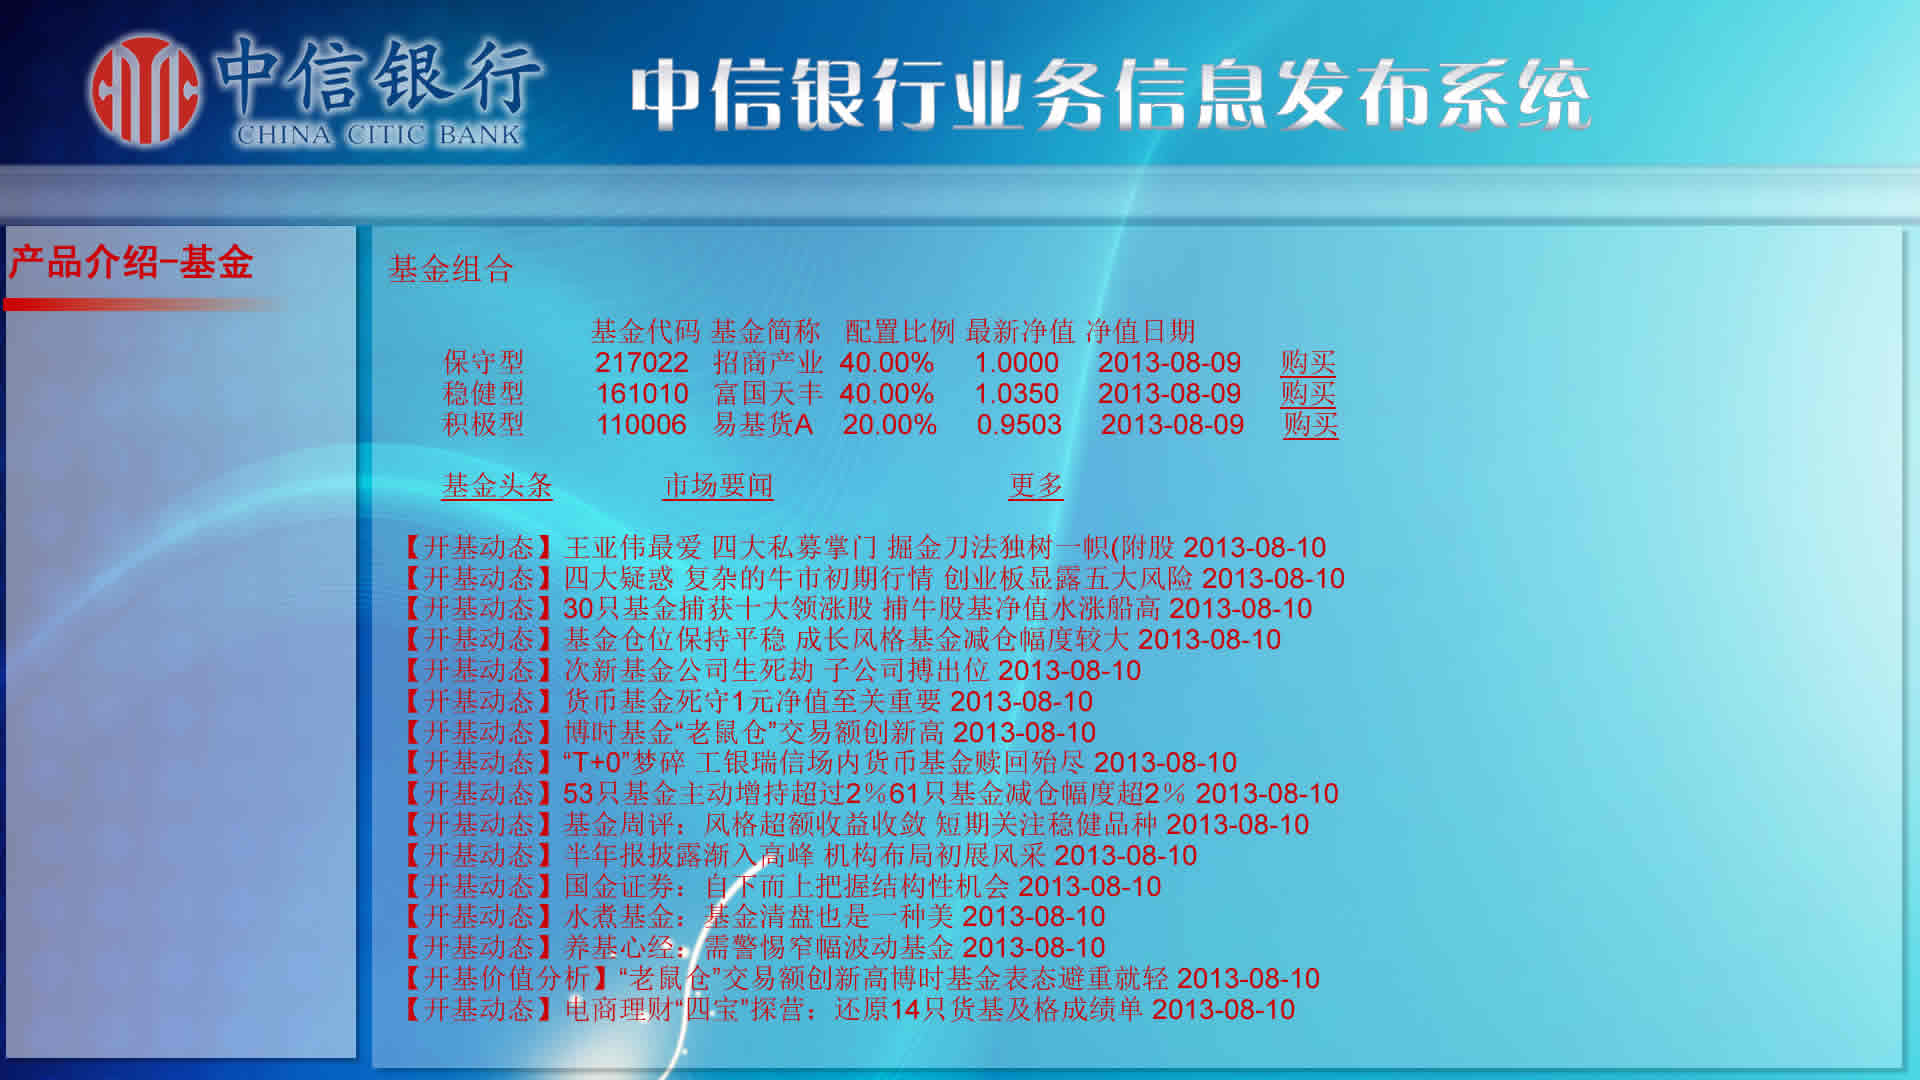 中信银行
CHINA CITIC BANK
中信银行业务信息发布系统
产品介绍-基金
基金组合
基金代码 基金简称 配置比例 最新净值 净值日期
保守型 217022 招商产业 40.00% 1.0000 2013-08-09 购买
稳健型 161010 富国天丰 40.00% 1.0350 2013-08-09 购买
积极型 110006 易基货A 20.00% 0.9503 2013-08-09 购买
基金头条 市场要闻 更多
【开基动态】王亚伟最爱 四大私募掌门 掘金刀法独树一帜(附股 2013-08-10
【开基动态】四大疑惑 复杂的牛市初期行情 创业板显露五大风险 2013-08-10
【开基动态】30只基金捕获十大领涨股 捕牛股基净值水涨船高 2013-08-10
【开基动态】基金仓位保持平稳 成长风格基金减仓幅度较大 2013-08-10
【开基动态】次新基金公司生死劫 子公司搏出位 2013-08-10
【开基动态】货币基金死守1元净值至关重要 2013-08-10
【开基动态】博时基金“老鼠仓”交易额创新高 2013-08-10
【开基动态】“T+0”梦碎 工银瑞信场内货币基金赎回殆尽 2013-08-10
【开基动态】53只基金主动增持超过2％61只基金减仓幅度超2％ 2013-08-10
【开基动态】基金周评：风格超额收益收敛 短期关注稳健品种 2013-08-10
【开基动态】半年报披露渐入高峰 机构布局初展风采 2013-08-10
【开基动态】国金证券：自下而上把握结构性机会 2013-08-10
【开基动态】水煮基金：基金清盘也是一种美 2013-08-10
【开基动态】养基心经：需警惕窄幅波动基金 2013-08-10
【开基价值分析】“老鼠仓”交易额创新高博时基金表态避重就轻 2013-08-10
【开基动态】电商理财“四宝”探营：还原14只货基及格成绩单 2013-08-10